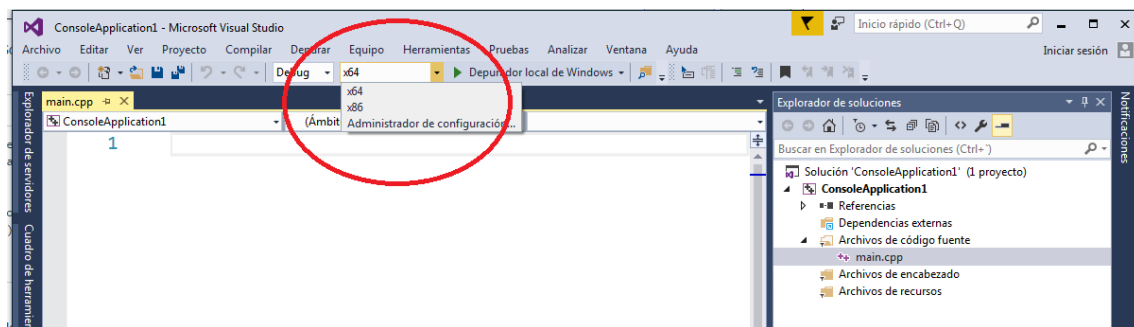 ConsoleApplication1 - Microsoft Visual Studio
Inicio rápido (Ctrl+Q)
Archivo Editar Ver Proyecto Compilar Depurar Equipo Herramientas Pruebas Analizar Ventana Ayuda
Iniciar sesión
Debug x64 Depurador local de Windows
x64
x86
Administrador de configuración...
main.cpp
ConsoleApplication1 (Ámbit
1
Explorador de servidores
Cuadro de herramien
Explorador de soluciones
Buscar en Explorador de soluciones (Ctrl+`)
Solución 'ConsoleApplication1' (1 proyecto)
ConsoleApplication1
Referencias
Dependencias externas
Archivos de código fuente
main.cpp
Archivos de encabezado
Archivos de recursos
Notificaciones